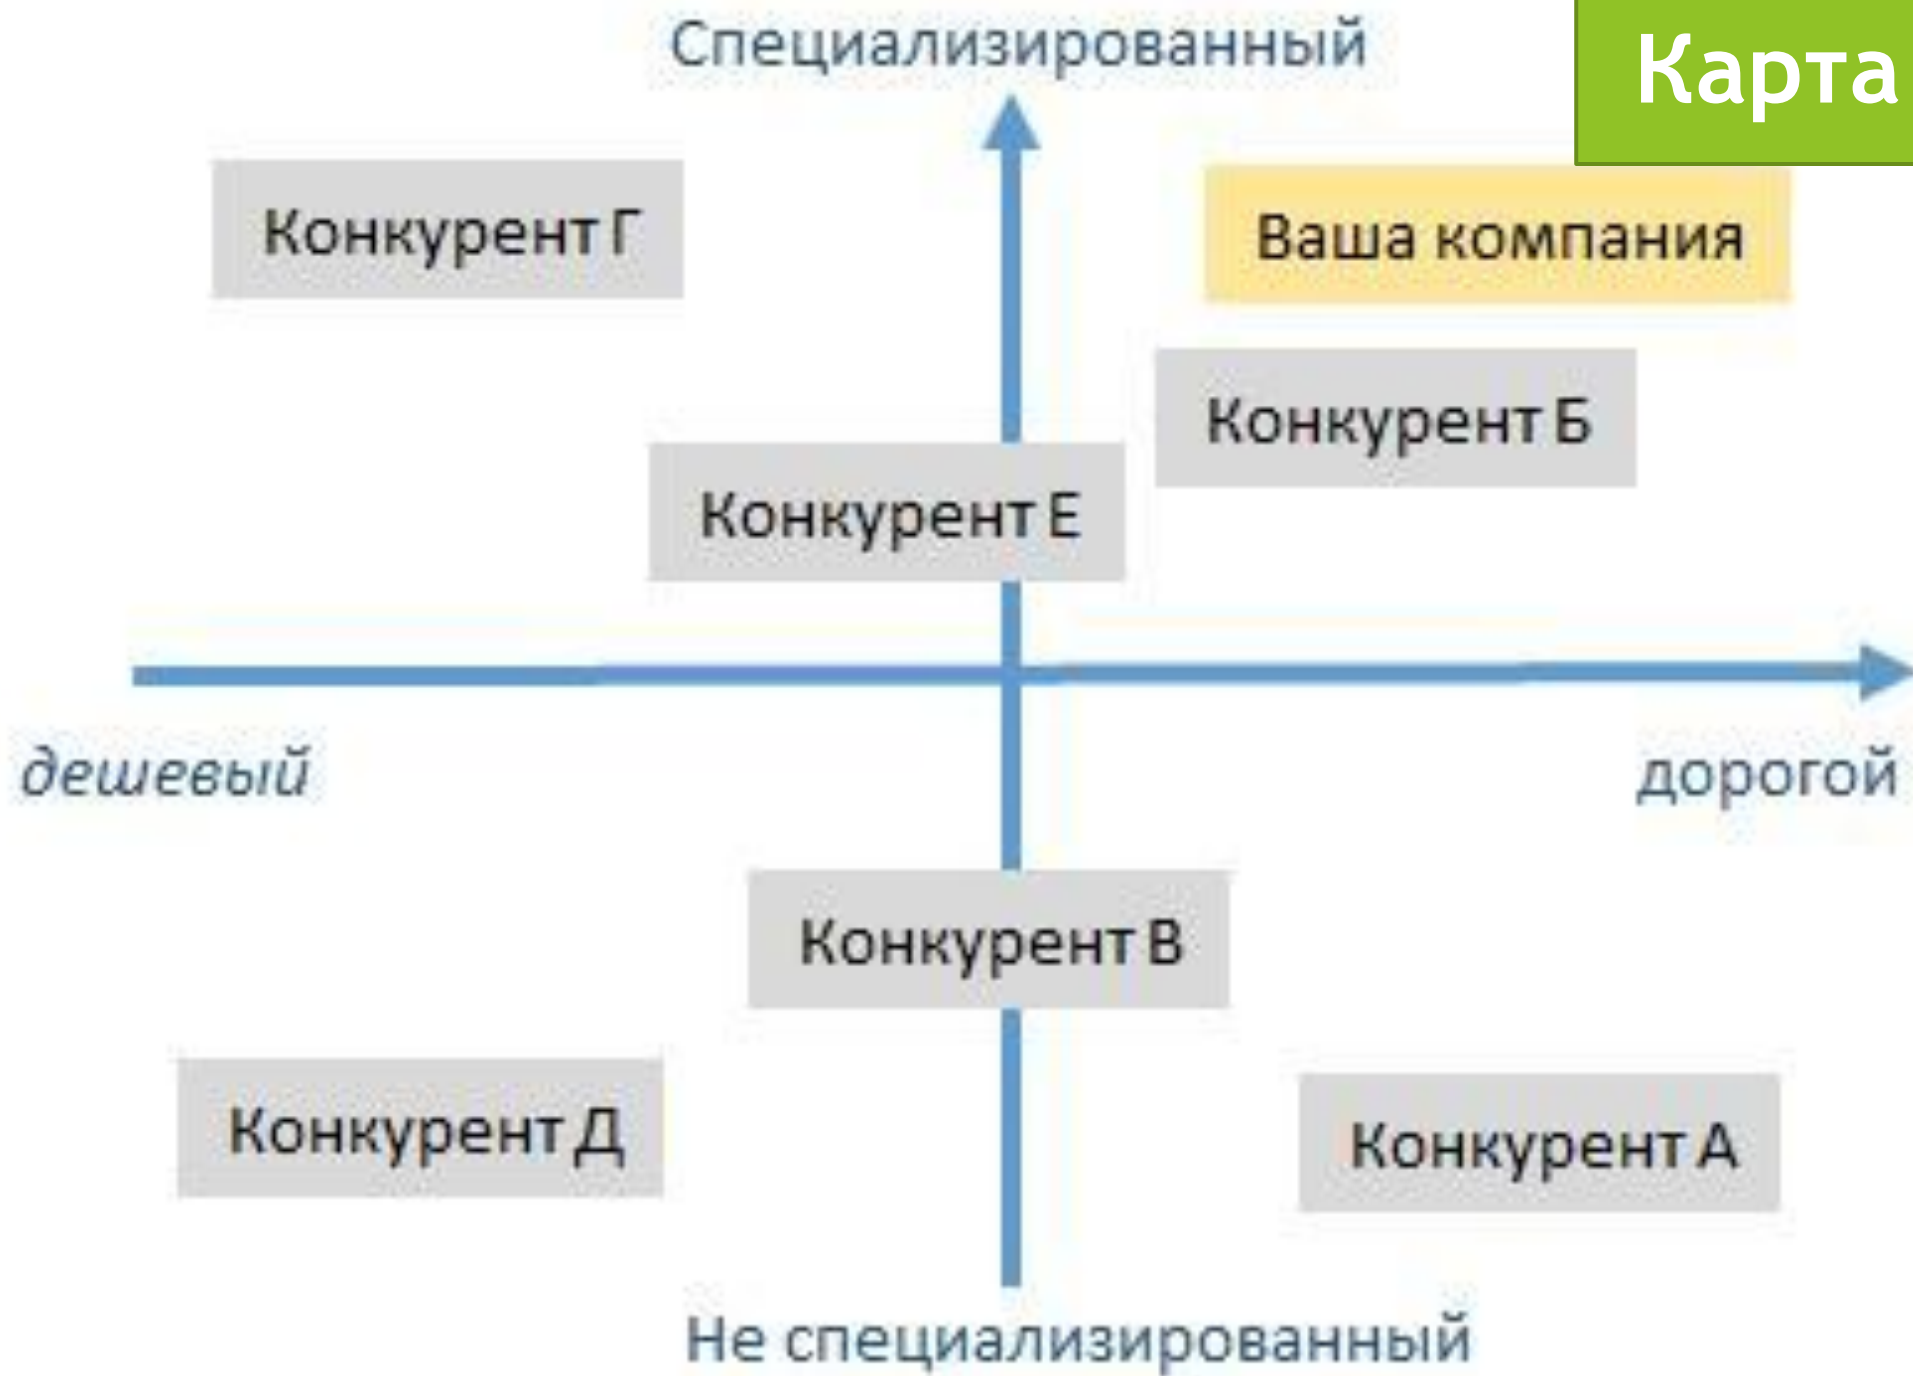 Специализированный
Карта
Конкурент Г
Ваша компания
Конкурент Б
Конкурент Е
дешевый
дорогой
Конкурент В
Конкурент Д
Конкурент А
Не специализированный